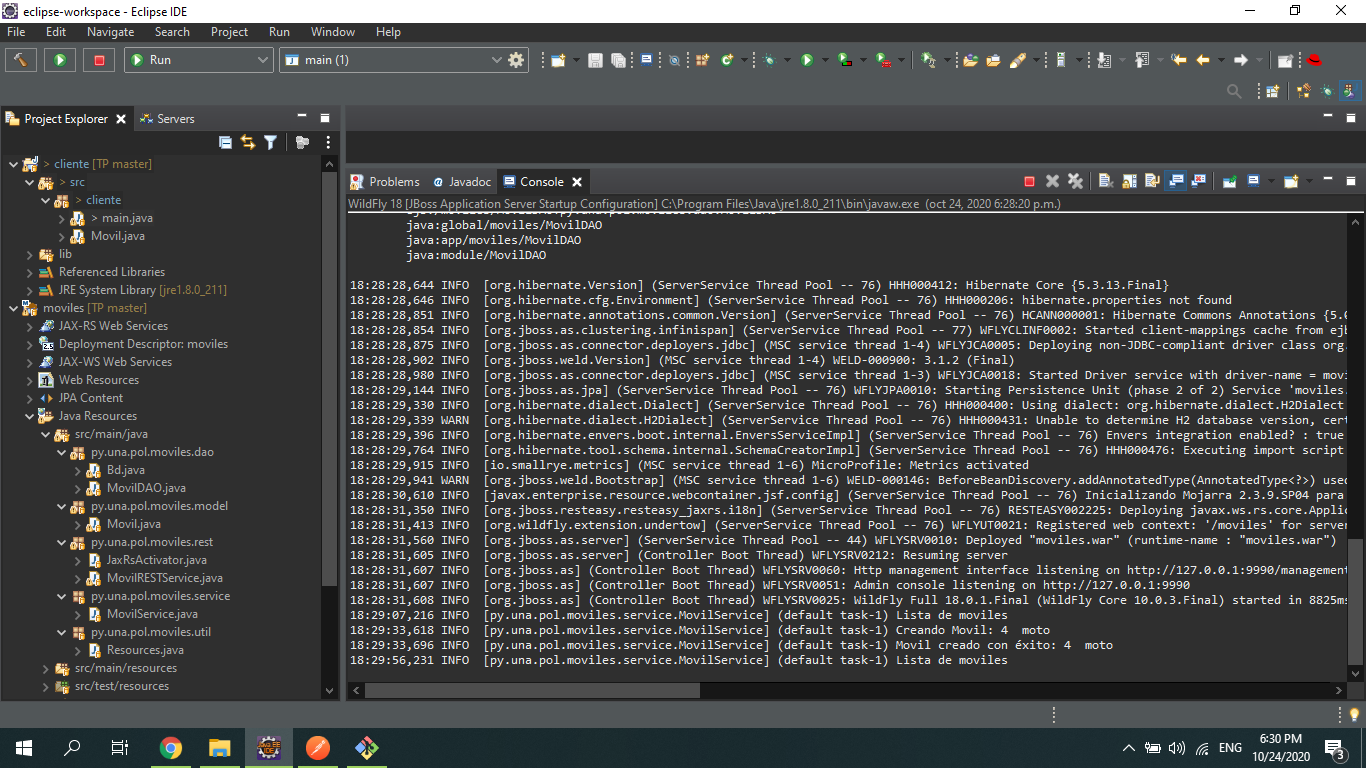 eclipse-workspace - Eclipse IDE
File Edit Navigate Search Project Run Window Help
Run
main (1)
Project Explorer
Servers
> cliente [TP master]
> src
> cliente
> main.java
Movil.java
lib
Referenced Libraries
JRE System Library [jre1.8.0_211]
moviles [TP master]
JAX-RS Web Services
Deployment Descriptor: moviles
JAX-WS Web Services
Web Resources
JPA Content
Java Resources
src/main/java
py.una.pol.moviles.dao
Bd.java
MovilDAO.java
py.una.pol.moviles.model
Movil.java
py.una.pol.moviles.rest
JaxRsActivator.java
MovilRESTService.java
py.una.pol.moviles.service
MovilService.java
py.una.pol.moviles.util
Resources.java
src/main/resources
src/test/resources
Problems @ Javadoc Console
WildFly 18 [JBoss Application Server Startup Configuration] C:\Program Files\Java\jre1.8.0_211\bin\javaw.exe (oct 24, 2020 6:28:20 p.m.)
java:global/moviles/MovilDAO
java:app/moviles/MovilDAO
java:module/MovilDAO
18:28:28,644 INFO [org.hibernate.Version] (ServerService Thread Pool -- 76) HHH000412: Hibernate Core {5.3.13.Final}
18:28:28,646 INFO [org.hibernate.cfg.Environment] (ServerService Thread Pool -- 76) HHH000206: hibernate.properties not found
18:28:28,851 INFO [org.hibernate.annotations.common.Version] (ServerService Thread Pool -- 76) HCANN000001: Hibernate Commons Annotations {5.0
18:28:28,854 INFO [org.jboss.as.clustering.infinispan] (ServerService Thread Pool -- 77) WFLYCLINF0002: Started client-mappings cache from ejb
18:28:28,875 INFO [org.jboss.as.connector.deployers.jdbc] (MSC service thread 1-4) WFLYJCA0005: Deploying non-JDBC-compliant driver class org.
18:28:28,902 INFO [org.jboss.weld.Version] (MSC service thread 1-4) WELD-000900: 3.1.2 (Final)
18:28:28,980 INFO [org.jboss.as.connector.deployers.jdbc] (MSC service thread 1-3) WFLYJCA0018: Started Driver service with driver-name = movi
18:28:29,144 INFO [org.jboss.as.jpa] (ServerService Thread Pool -- 76) WFLYJPA0010: Starting Persistence Unit (phase 2 of 2) Service 'moviles.
18:28:29,330 INFO [org.hibernate.dialect.Dialect] (ServerService Thread Pool -- 76) HHH000400: Using dialect: org.hibernate.dialect.H2Dialect
18:28:29,339 WARN [org.hibernate.dialect.H2Dialect] (ServerService Thread Pool -- 76) HHH000431: Unable to determine H2 database version, cert
18:28:29,396 INFO [org.hibernate.envers.boot.internal.EnversServiceImpl] (ServerService Thread Pool -- 76) Envers integration enabled? : true
18:28:29,764 INFO [org.hibernate.tool.schema.internal.SchemaCreatorImpl] (ServerService Thread Pool -- 76) HHH000476: Executing import script
18:28:29,915 INFO [io.smallrye.metrics] (MSC service thread 1-6) MicroProfile: Metrics activated
18:28:29,941 WARN [org.jboss.weld.Bootstrap] (MSC service thread 1-6) WELD-000146: BeforeBeanDiscovery.addAnnotatedType(AnnotatedType<?>) used
18:28:30,610 INFO [javax.enterprise.resource.webcontainer.jsf.config] (ServerService Thread Pool -- 76) Inicializando Mojarra 2.3.9.SP04 para
18:28:31,350 INFO [org.jboss.resteasy.resteasy_jaxrs.i18n] (ServerService Thread Pool -- 76) RESTEASY002225: Deploying javax.ws.rs.core.Applic
18:28:31,413 INFO [org.wildfly.extension.undertow] (ServerService Thread Pool -- 76) WFLYUT0021: Registered web context: '/moviles' for server
18:28:31,560 INFO [org.jboss.as.server] (ServerService Thread Pool -- 44) WFLYSRV0010: Deployed "moviles.war" (runtime-name : "moviles.war")
18:28:31,605 INFO [org.jboss.as.server] (Controller Boot Thread) WFLYSRV0212: Resuming server
18:28:31,607 INFO [org.jboss.as] (Controller Boot Thread) WFLYSRV0060: Http management interface listening on http://127.0.0.1:9990/management
18:28:31,607 INFO [org.jboss.as] (Controller Boot Thread) WFLYSRV0051: Admin console listening on http://127.0.0.1:9990
18:28:31,608 INFO [org.jboss.as] (Controller Boot Thread) WFLYSRV0025: WildFly Full 18.0.1.Final (WildFly Core 10.0.3.Final) started in 8825ms
18:29:07,216 INFO [py.una.pol.moviles.service.MovilService] (default task-1) Lista de moviles
18:29:33,618 INFO [py.una.pol.moviles.service.MovilService] (default task-1) Creando Movil: 4 moto
18:29:33,696 INFO [py.una.pol.moviles.service.MovilService] (default task-1) Movil creado con éxito: 4 moto
18:29:56,231 INFO [py.una.pol.moviles.service.MovilService] (default task-1) Lista de moviles
ENG
6:30 PM
10/24/2020
3